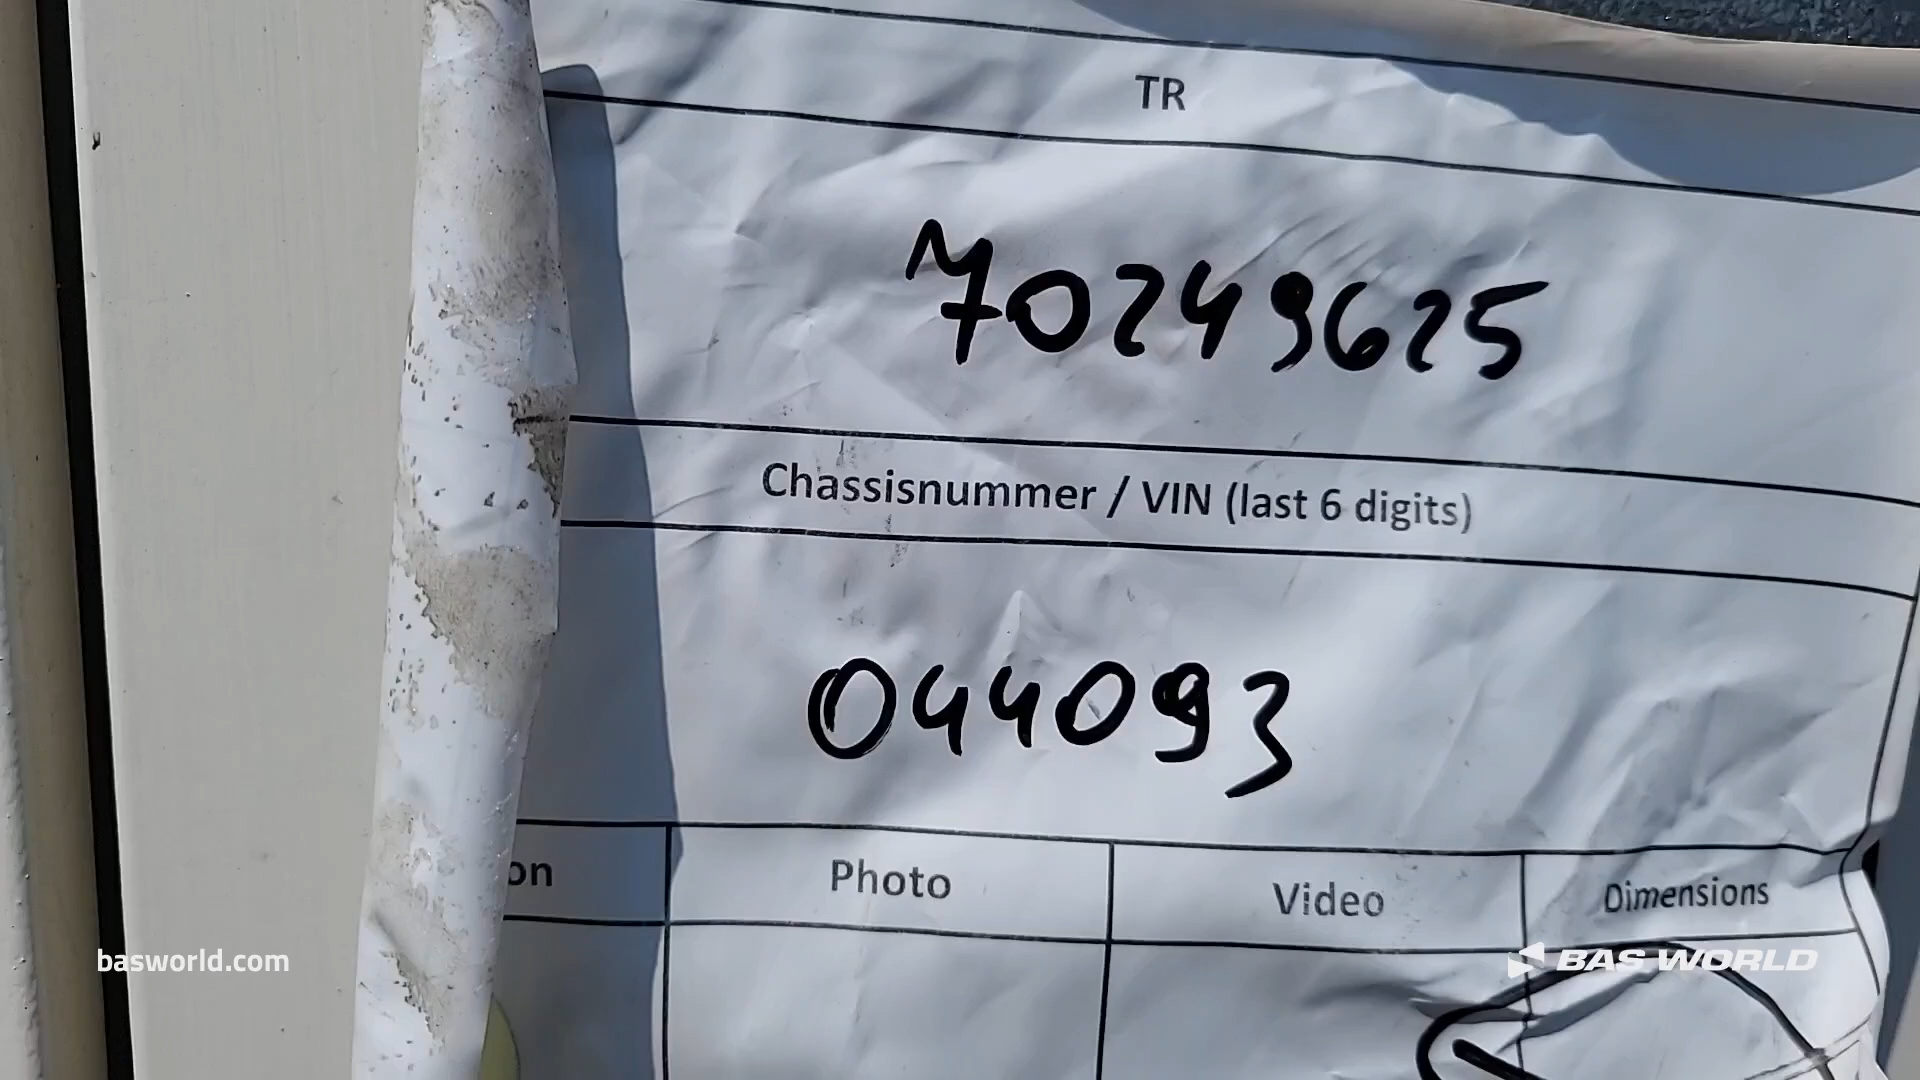 TR
70249625
Chassisnummer / VIN (last 6 digits)
044093
on Photo Video Dimensions
basworld.com
BAS WORLD